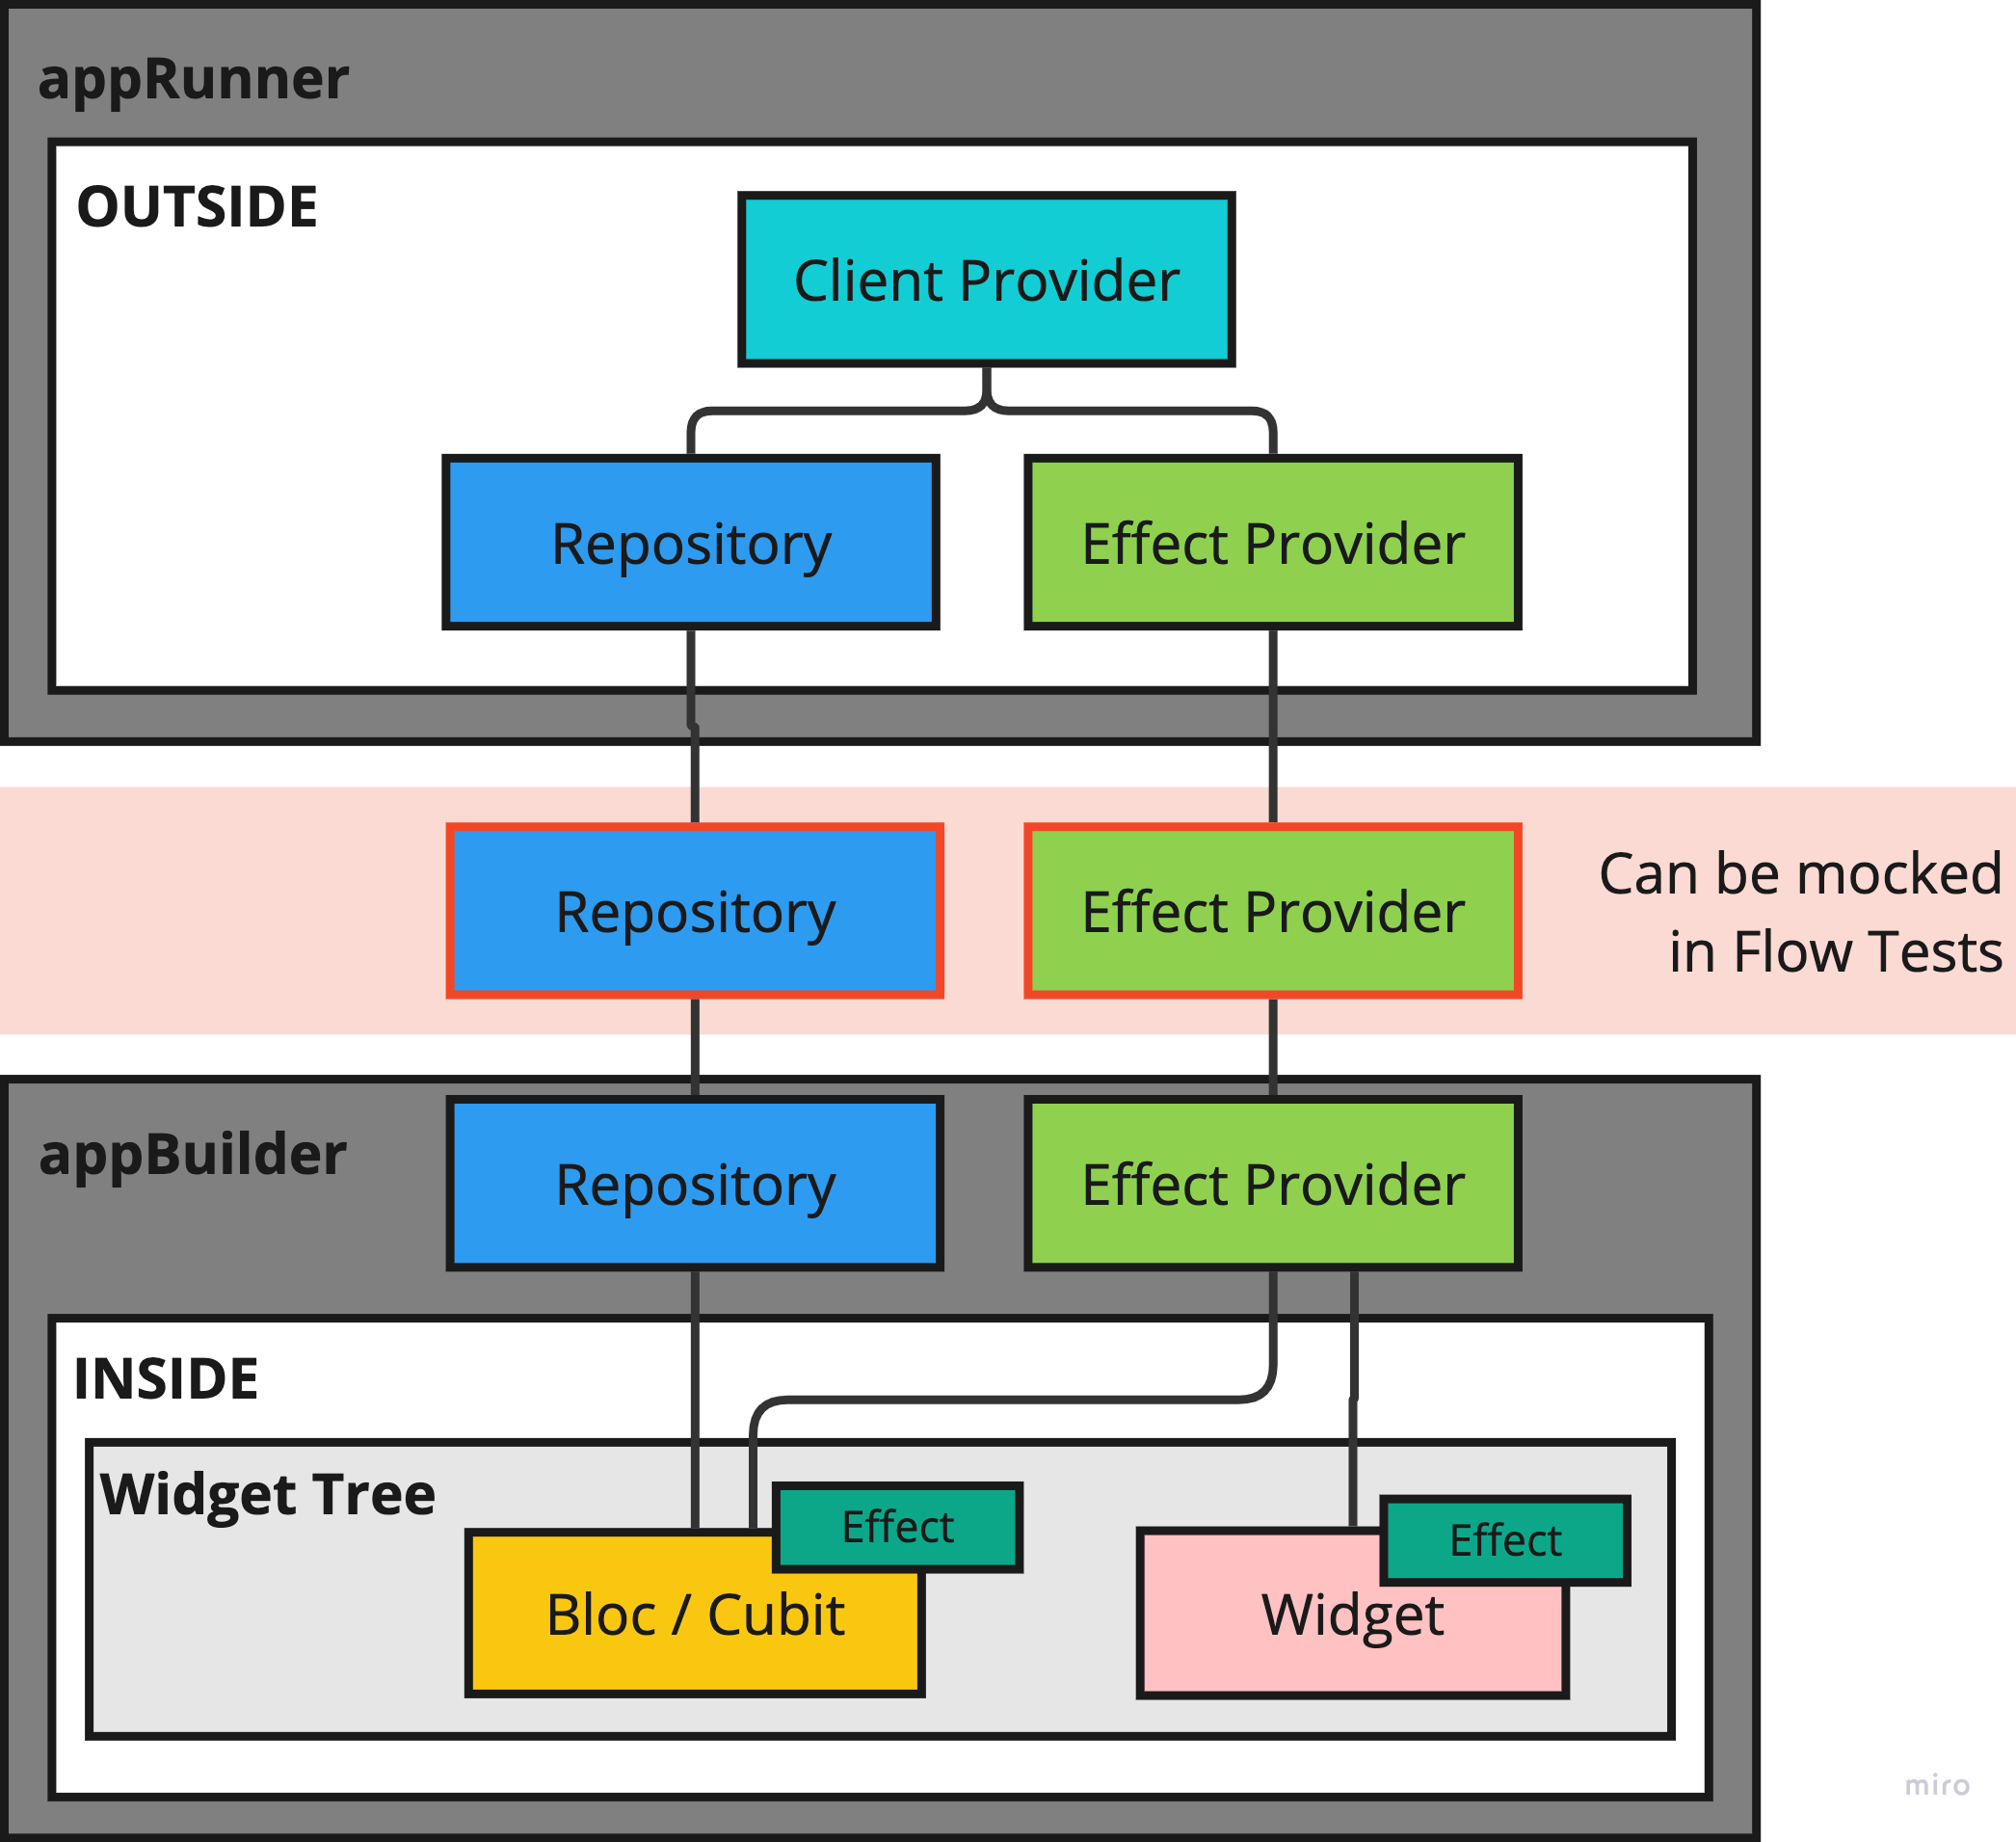 appRunner
OUTSIDE
Client Provider
Repository
Effect Provider
Repository
Effect Provider
Can be mocked
in Flow Tests
appBuilder
Repository
Effect Provider
INSIDE
Widget Tree
Effect
Effect
Bloc / Cubit
Widget
miro